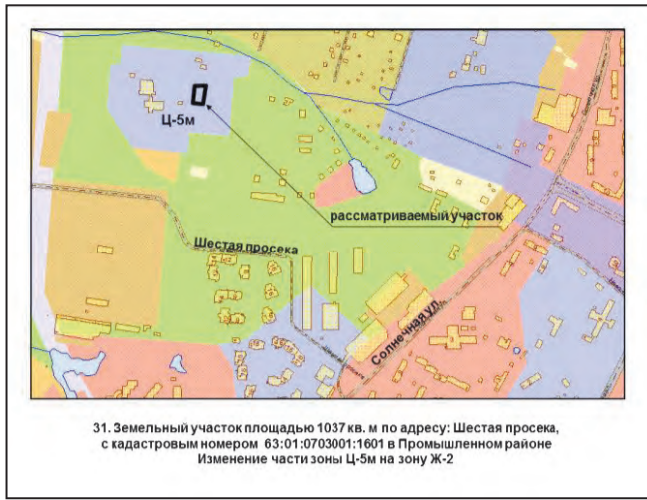 Ц-5м
рассматриваемый участок
Шестая просека
Солнечная ул.
31. Земельный участок площадью 1037 кв. м по адресу: Шестая просека,
с кадастровым номером 63:01:0703001:1601 в Промышленном районе
Изменение части зоны Ц-5м на зону Ж-2